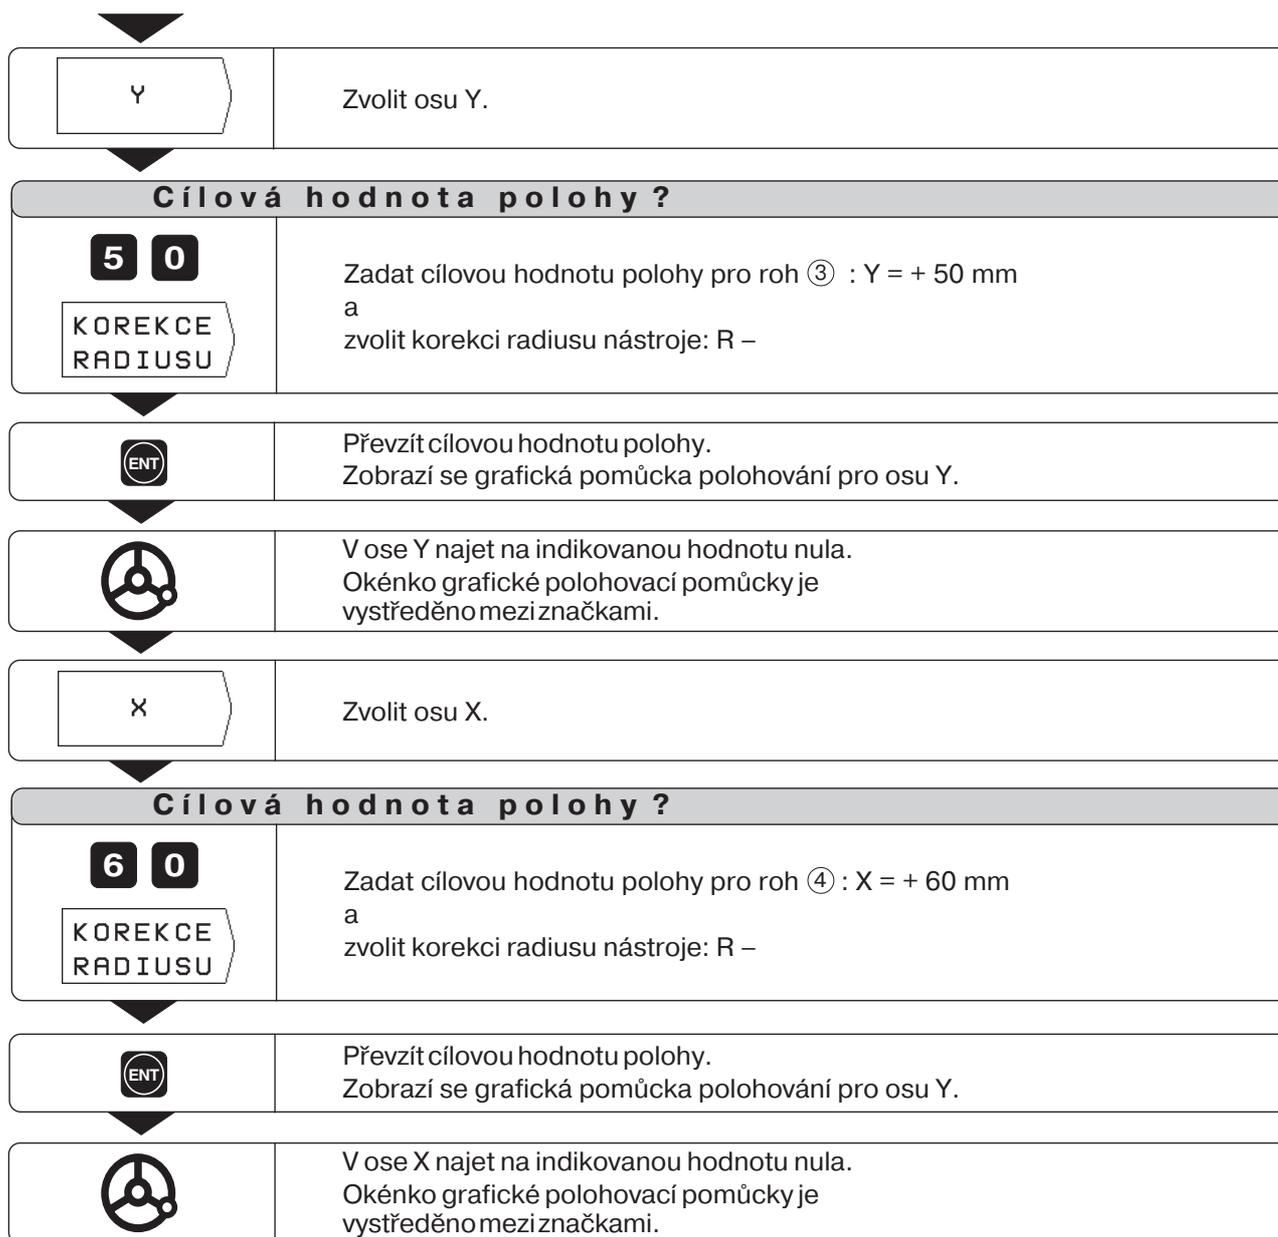 Y
Zvolit osu Y.
Cílová hodnota polohy ?
5 0
KOREKCE
RADIUSU
Zadat cílovou hodnotu polohy pro roh ③ : Y = + 50 mm
a
zvolit korekci radiusu nástroje: R –
ENT
Převzít cílovou hodnotu polohy.
Zobrazí se grafická pomůcka polohování pro osu Y.
V ose Y najet na indikovanou hodnotu nula.
Okénko grafické polohovací pomůcky je
vystředěno mezi značkami.
X
Zvolit osu X.
Cílová hodnota polohy ?
6 0
KOREKCE
RADIUSU
Zadat cílovou hodnotu polohy pro roh ④ : X = + 60 mm
a
zvolit korekci radiusu nástroje: R –
ENT
Převzít cílovou hodnotu polohy.
Zobrazí se grafická pomůcka polohování pro osu Y.
V ose X najet na indikovanou hodnotu nula.
Okénko grafické polohovací pomůcky je
vystředěno mezi značkami.